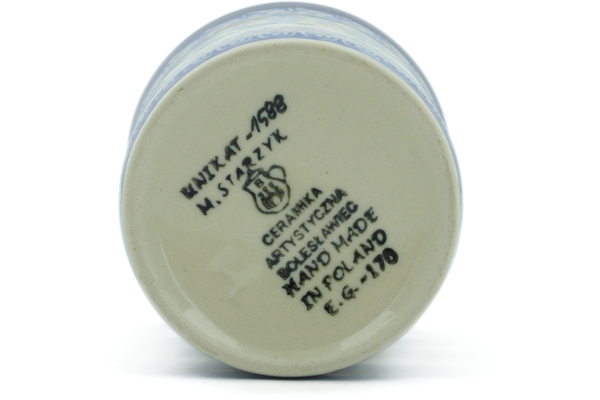 UNIKAT-1588
M. STARZYK
B
CERAMIKA
ARTYSTYCZNA
BOLESŁAWIEC
HAND MADE
IN POLAND
E.G.-170